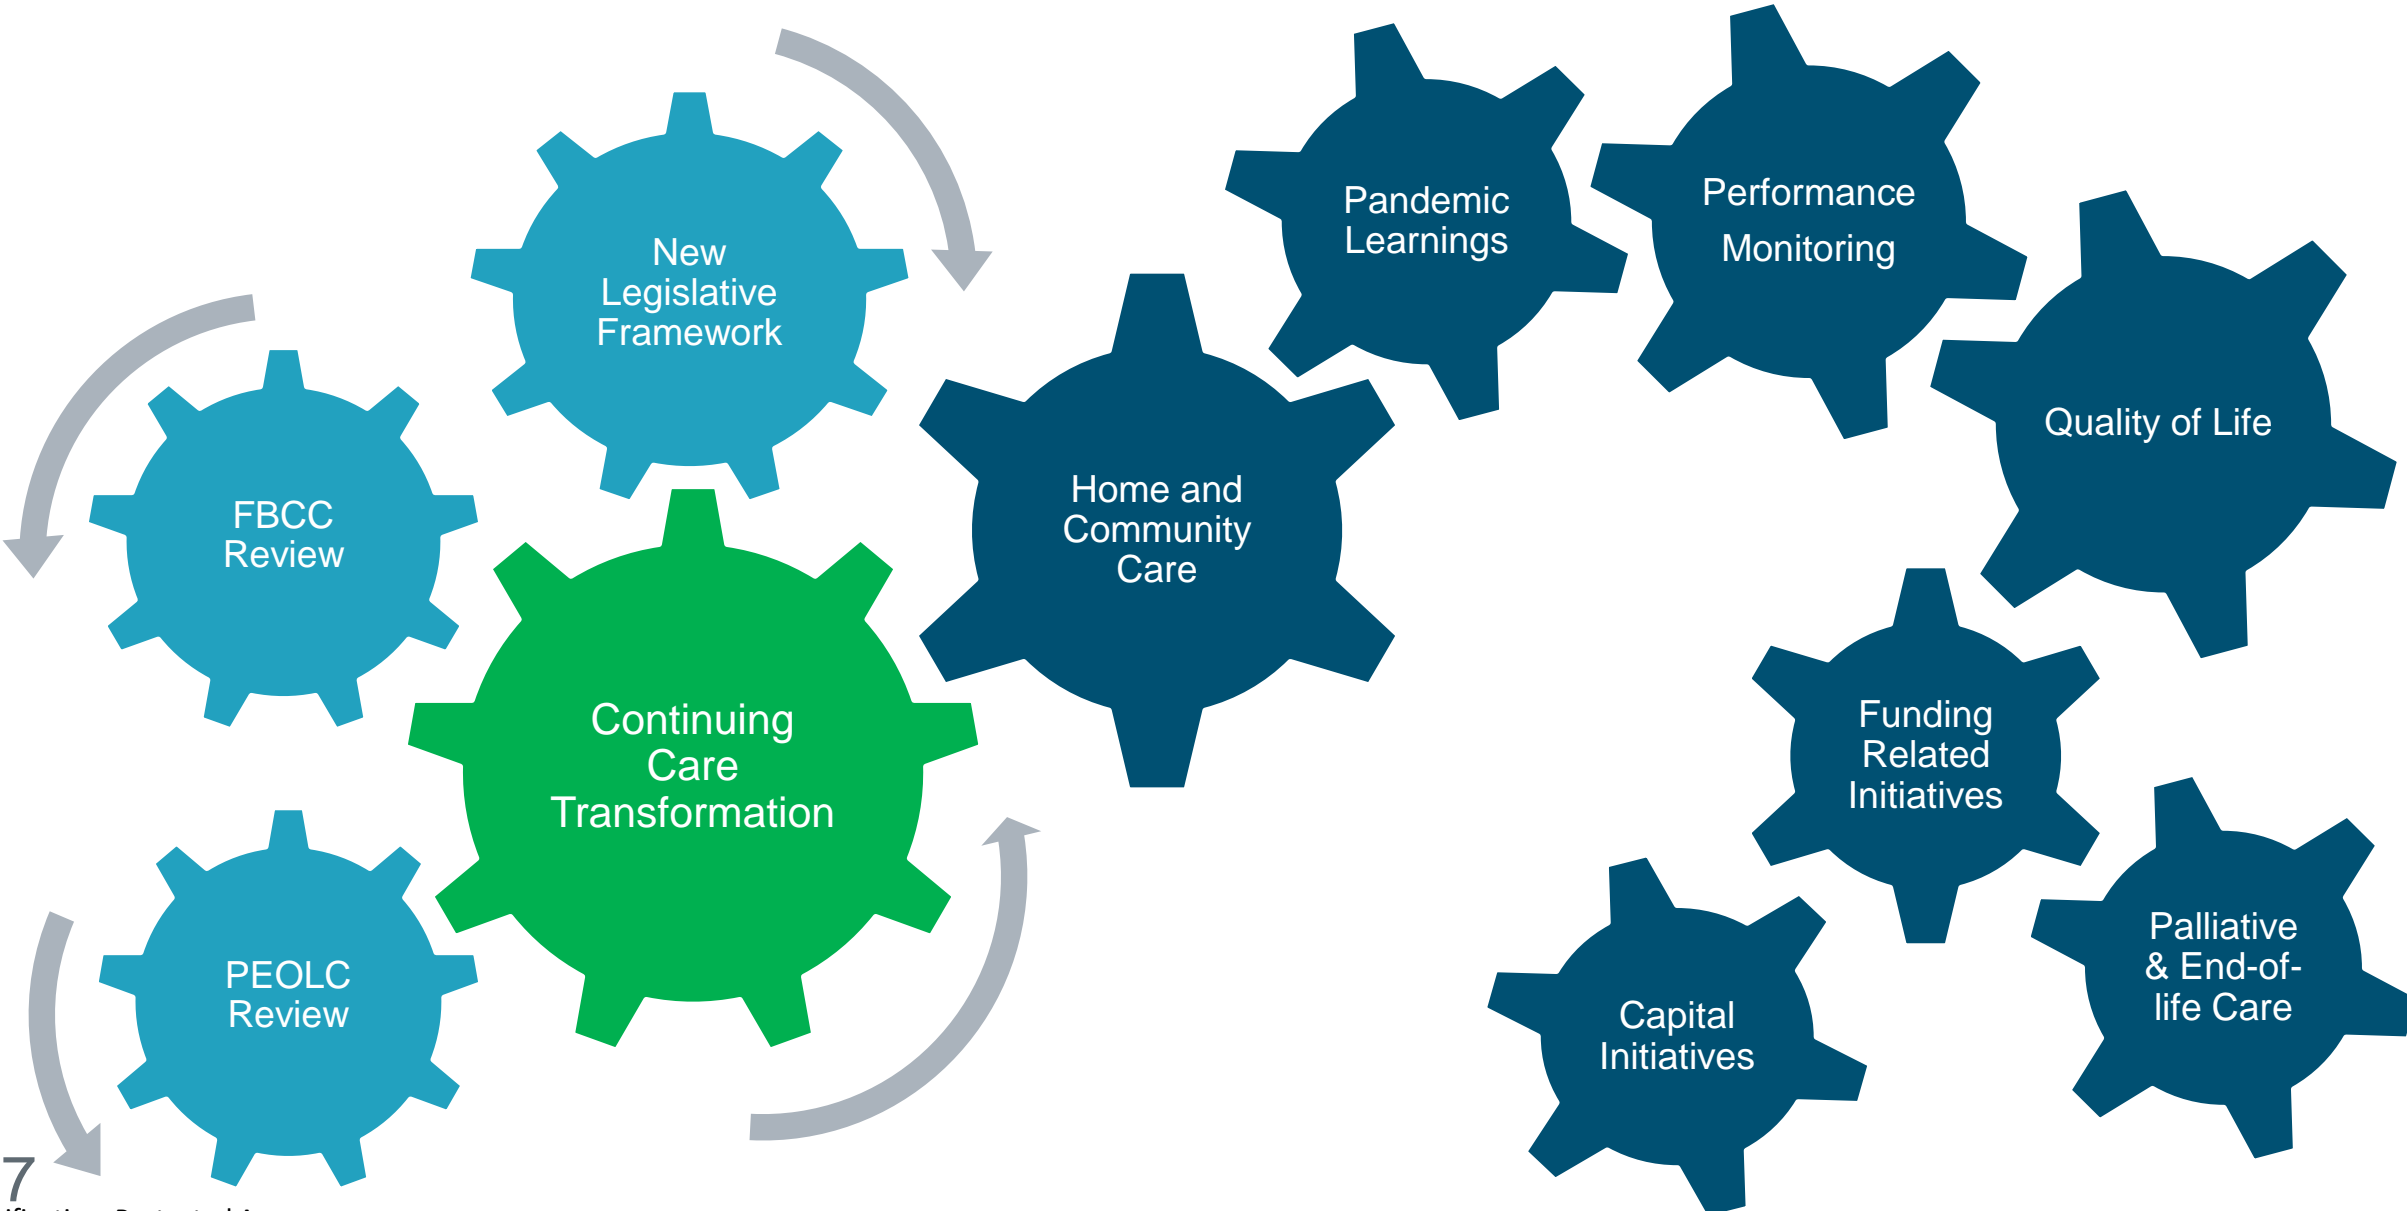 New
Legislative
Framework
FBCC
Review
Continuing
Care
Transformation
PEOLC
Review
Home and
Community
Care
Pandemic
Learnings
Performance
Monitoring
Quality of Life
Funding
Related
Initiatives
Palliative
& End-of-
life Care
Capital
Initiatives
7